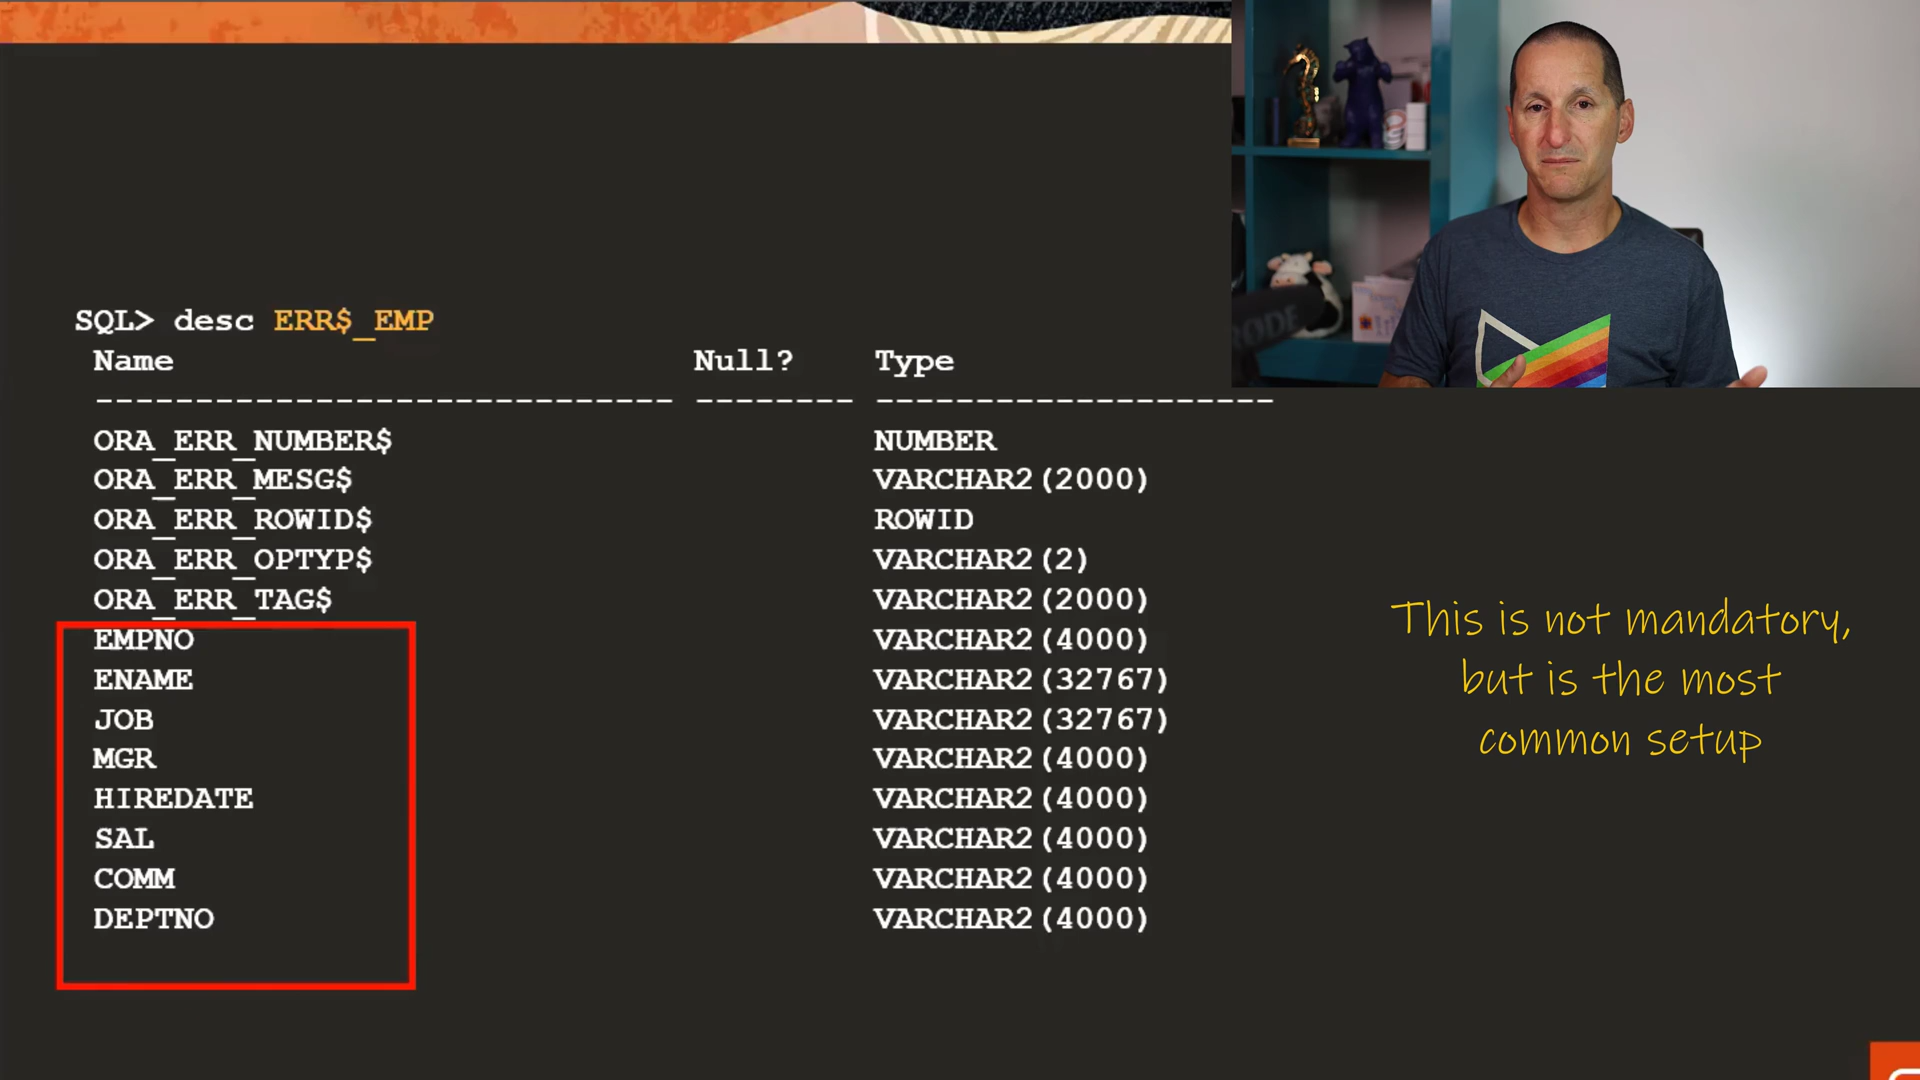 SQL> desc ERR$_EMP
Name Null? Type
--------------------------- -------- --------------------
ORA_ERR_NUMBER$ NUMBER
ORA_ERR_MESG$ VARCHAR2(2000)
ORA_ERR_ROWID$ ROWID
ORA_ERR_OPTYP$ VARCHAR2(2)
ORA_ERR_TAG$ VARCHAR2(2000)
EMPNO VARCHAR2(4000)
ENAME VARCHAR2(32767)
JOB VARCHAR2(32767)
MGR VARCHAR2(4000)
HIREDATE VARCHAR2(4000)
SAL VARCHAR2(4000)
COMM VARCHAR2(4000)
DEPTNO VARCHAR2(4000)
This is not mandatory,
but is the most
common setup
RODE